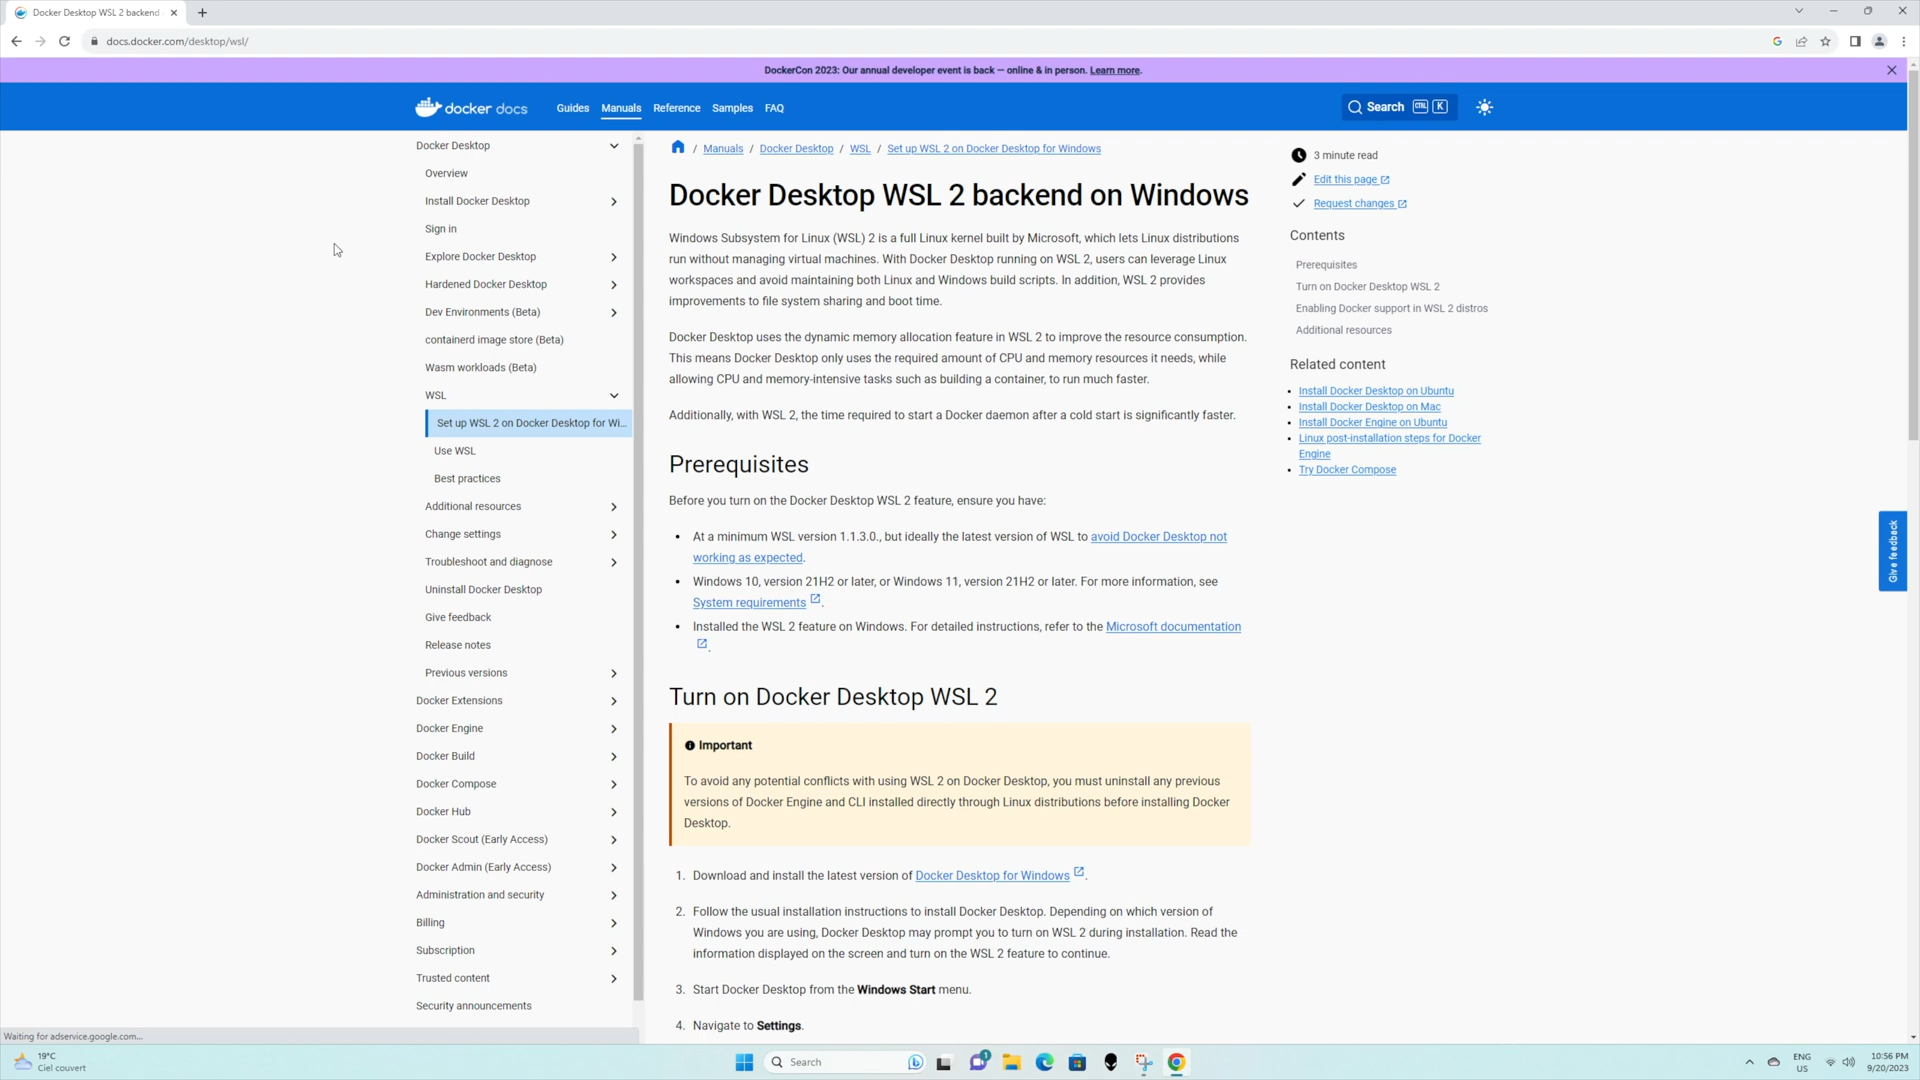 Docker Desktop WSL 2 backend
docs.docker.com/desktop/wsl/
DockerCon 2023: Our annual developer event is back — online & in person. Learn more.
docker docs
Guides
Manuals
Reference
Samples
FAQ
Search
CTRL
K
Docker Desktop
Overview
Install Docker Desktop
Sign in
Explore Docker Desktop
Hardened Docker Desktop
Dev Environments (Beta)
containerd image store (Beta)
Wasm workloads (Beta)
WSL
Set up WSL 2 on Docker Desktop for Wi...
Use WSL
Best practices
Additional resources
Change settings
Troubleshoot and diagnose
Uninstall Docker Desktop
Give feedback
Release notes
Previous versions
Docker Extensions
Docker Engine
Docker Build
Docker Compose
Docker Hub
Docker Scout (Early Access)
Docker Admin (Early Access)
Administration and security
Billing
Subscription
Trusted content
Security announcements
/ Manuals / Docker Desktop / WSL / Set up WSL 2 on Docker Desktop for Windows
Docker Desktop WSL 2 backend on Windows
Windows Subsystem for Linux (WSL) 2 is a full Linux kernel built by Microsoft, which lets Linux distributions
run without managing virtual machines. With Docker Desktop running on WSL 2, users can leverage Linux
workspaces and avoid maintaining both Linux and Windows build scripts. In addition, WSL 2 provides
improvements to file system sharing and boot time.
Docker Desktop uses the dynamic memory allocation feature in WSL 2 to improve the resource consumption.
This means Docker Desktop only uses the required amount of CPU and memory resources it needs, while
allowing CPU and memory-intensive tasks such as building a container, to run much faster.
Additionally, with WSL 2, the time required to start a Docker daemon after a cold start is significantly faster.
Prerequisites
Before you turn on the Docker Desktop WSL 2 feature, ensure you have:
• At a minimum WSL version 1.1.3.0., but ideally the latest version of WSL to avoid Docker Desktop not
working as expected.
• Windows 10, version 21H2 or later, or Windows 11, version 21H2 or later. For more information, see
System requirements .
• Installed the WSL 2 feature on Windows. For detailed instructions, refer to the Microsoft documentation
.
Turn on Docker Desktop WSL 2
Important
To avoid any potential conflicts with using WSL 2 on Docker Desktop, you must uninstall any previous
versions of Docker Engine and CLI installed directly through Linux distributions before installing Docker
Desktop.
1. Download and install the latest version of Docker Desktop for Windows .
2. Follow the usual installation instructions to install Docker Desktop. Depending on which version of
Windows you are using, Docker Desktop may prompt you to turn on WSL 2 during installation. Read the
information displayed on the screen and turn on the WSL 2 feature to continue.
3. Start Docker Desktop from the Windows Start menu.
4. Navigate to Settings.
3 minute read
Edit this page
Request changes
Contents
Prerequisites
Turn on Docker Desktop WSL 2
Enabling Docker support in WSL 2 distros
Additional resources
Related content
• Install Docker Desktop on Ubuntu
• Install Docker Desktop on Mac
• Install Docker Engine on Ubuntu
• Linux post-installation steps for Docker
Engine
• Try Docker Compose
Give feedback
Waiting for adservice.google.com...
19°C
Ciel couvert
Search
1
ENG
US
10:56 PM
9/20/2023